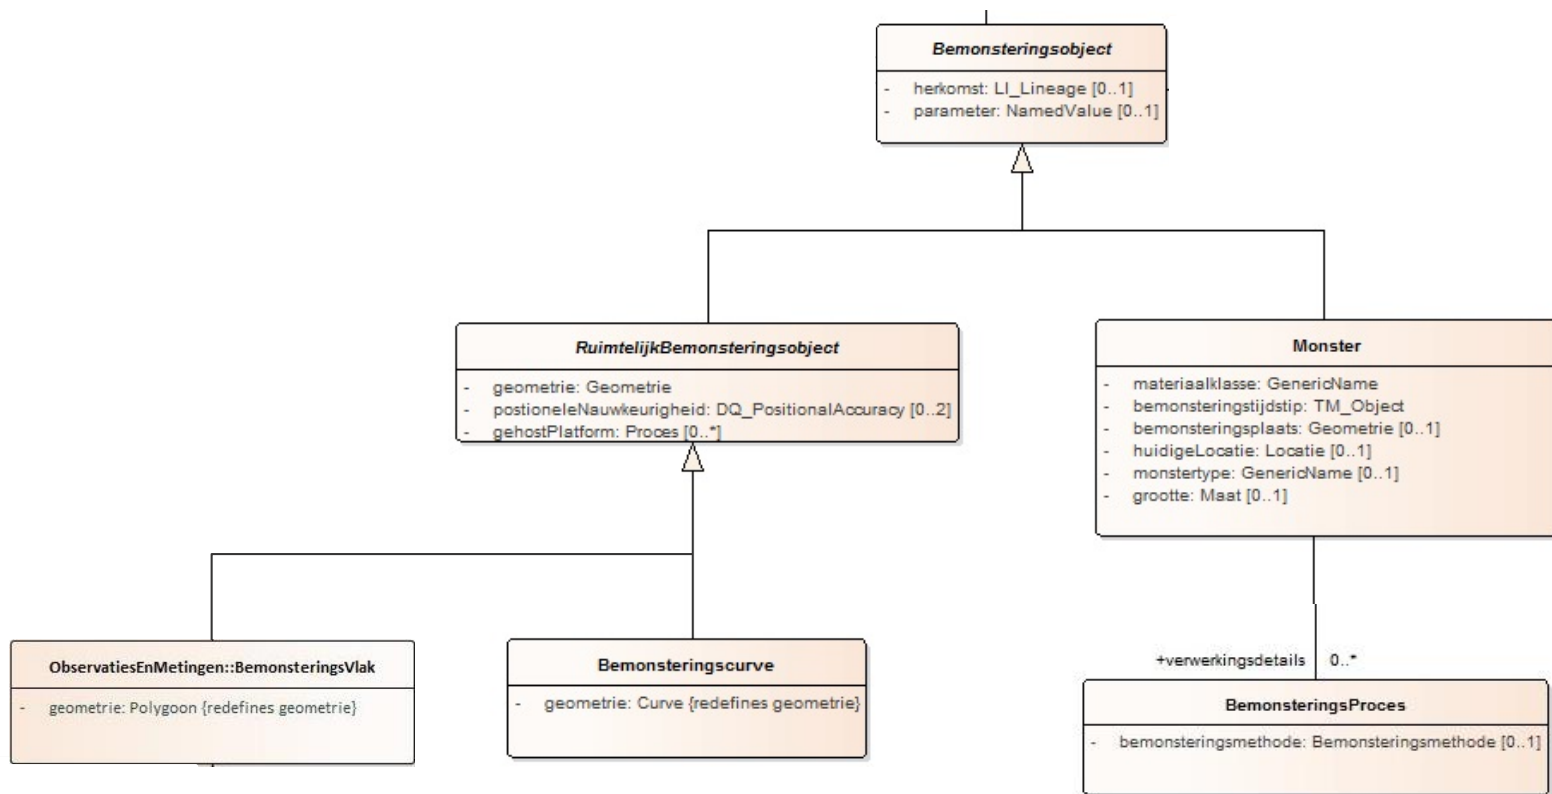 Bemonsteringsobject
- herkomst: LI_Lineage [0..1]
- parameter: NamedValue [0..1]
RuimtelijkBemonsteringsobject
- geometrie: Geometrie
- postioneleNauwkeurigheid: DQ_PositionalAccuracy [0..2]
- gehostPlatform: Proces [0..*]
Monster
- materiaalklasse: GenericName
- bemonsteringstijdstip: TM_Object
- bemonsteringsplaats: Geometrie [0..1]
- huidigeLocatie: Locatie [0..1]
- monstertype: GenericName [0..1]
- grootte: Maat [0..1]
ObservatiesEnMetingen::BemonsteringsVlak
- geometrie: Polygoon {redefines geometrie}
Bemonsteringscurve
- geometrie: Curve {redefines geometrie}
+verwerkingsdetails 0..*
BemonsteringsProces
- bemonsteringsmethode: Bemonsteringsmethode [0..1]